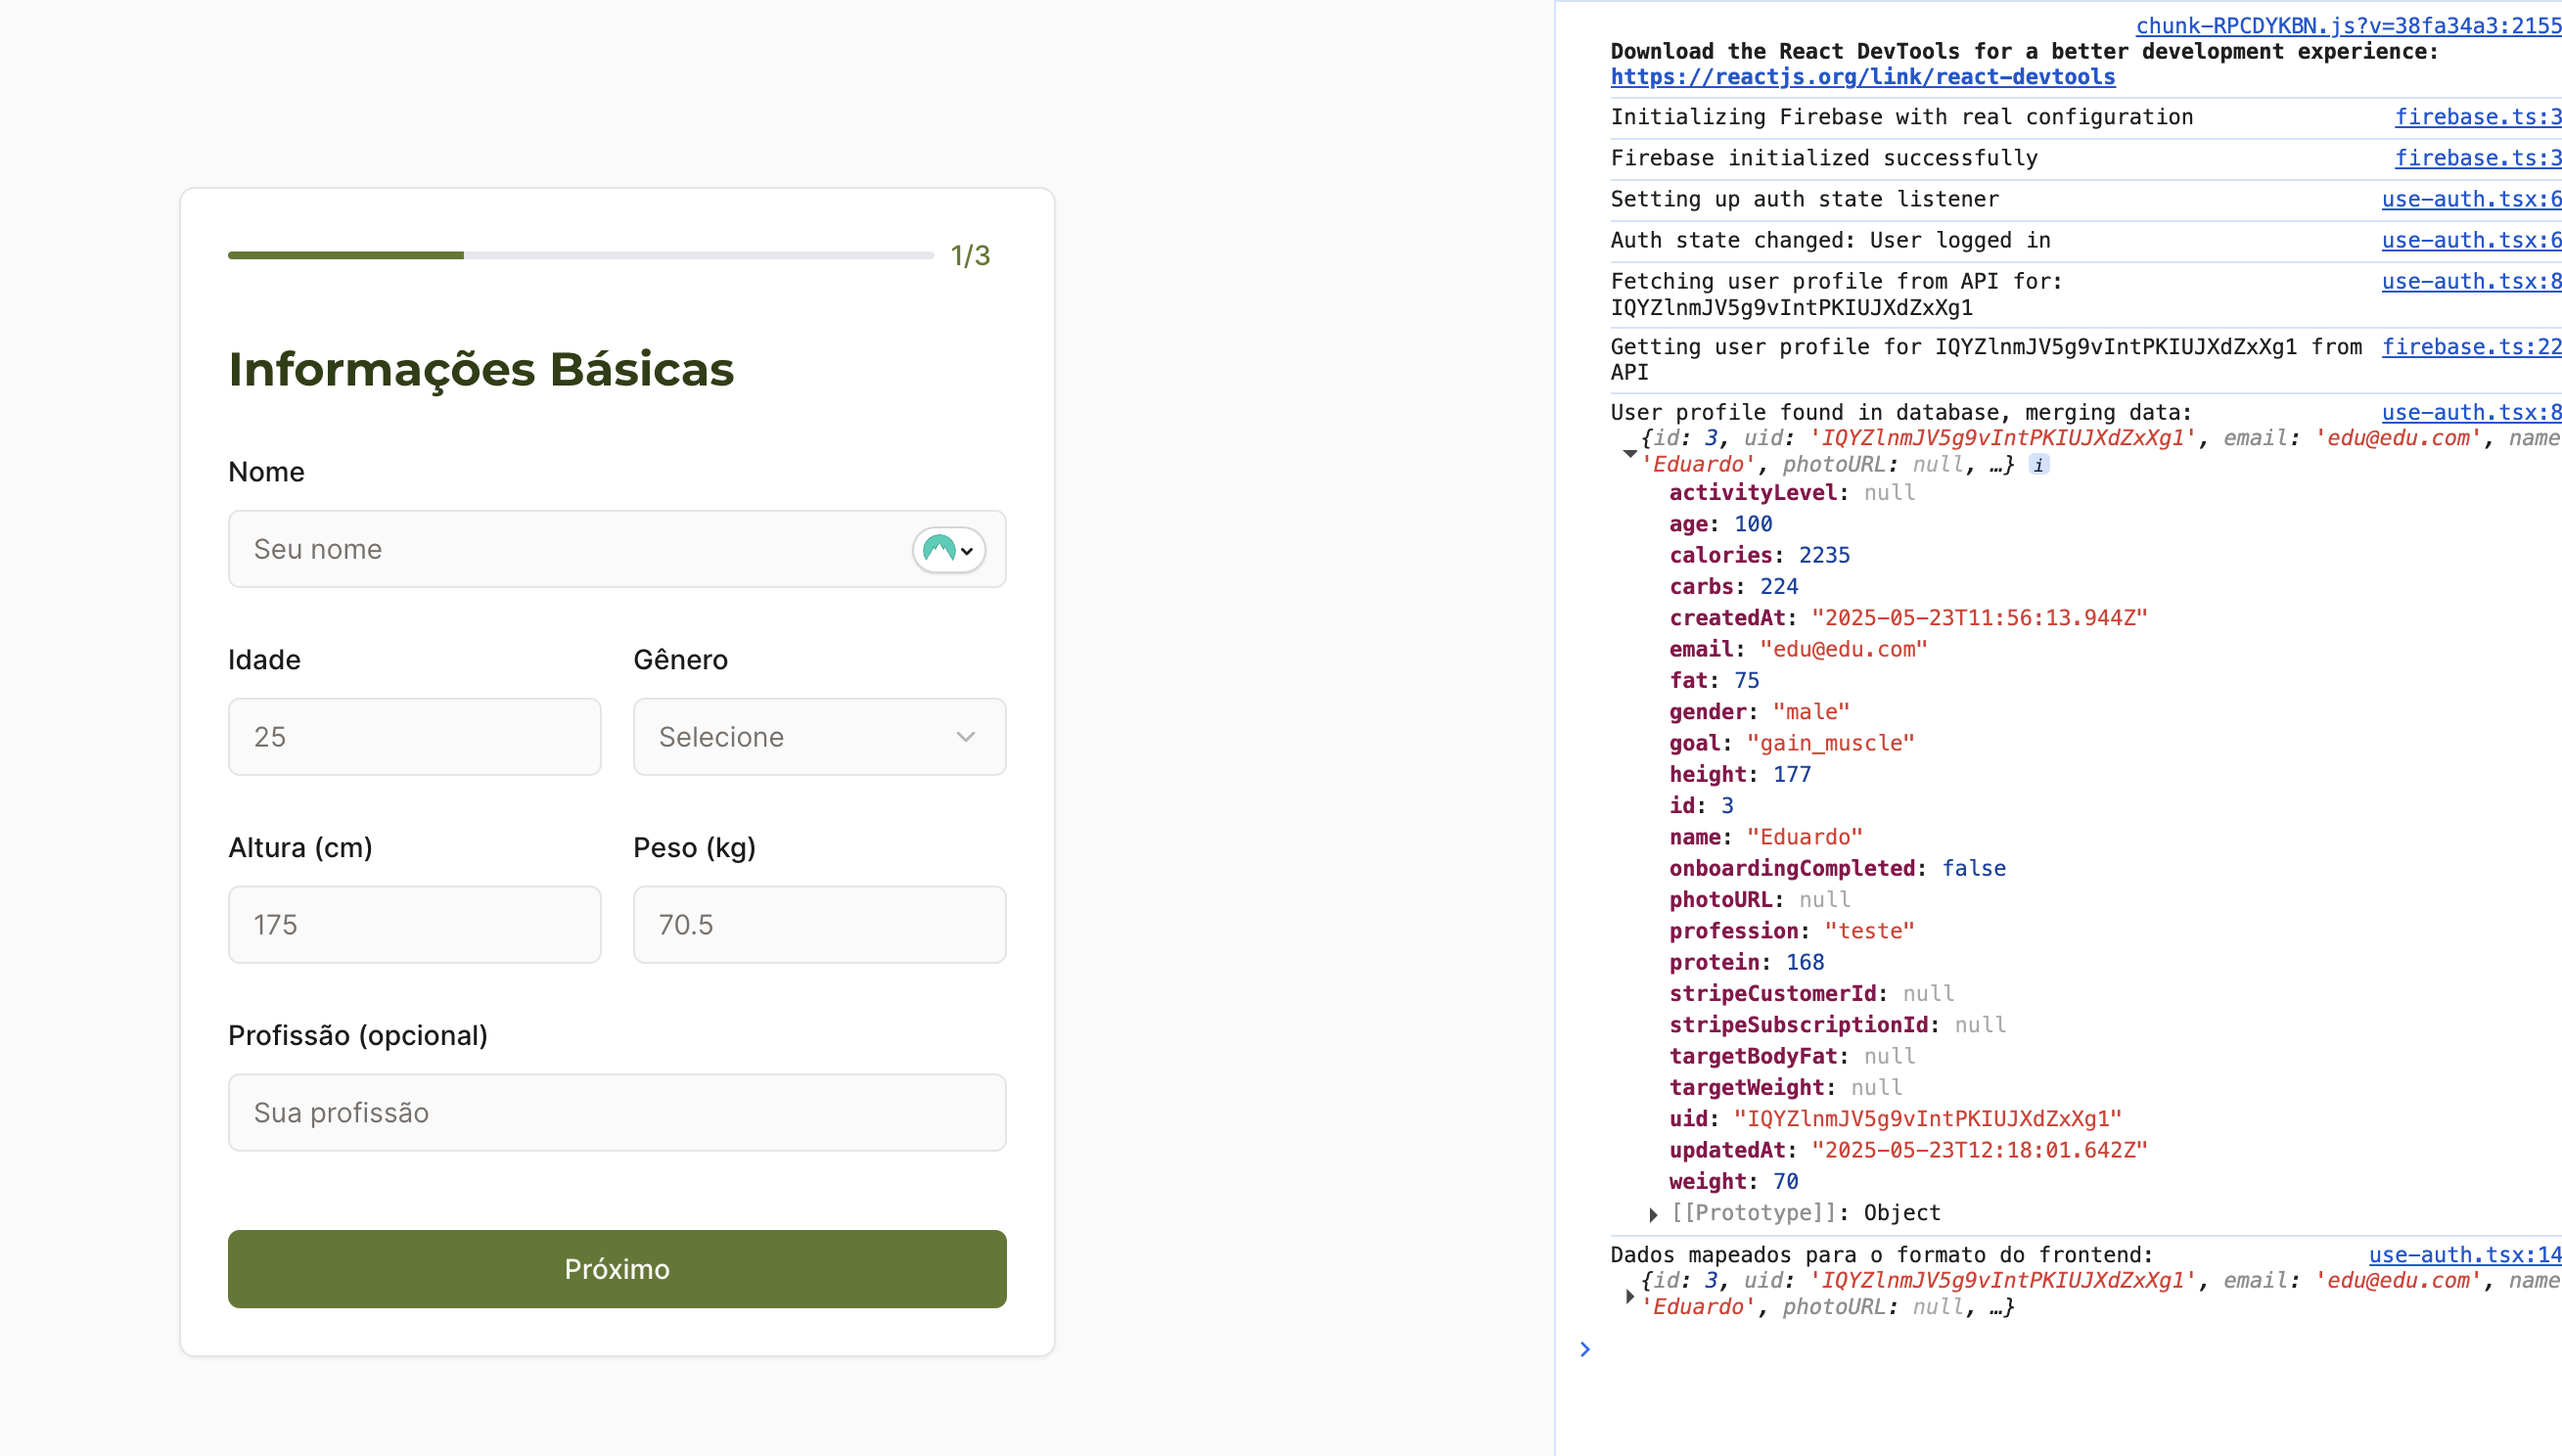 1/3
Informações Básicas
Nome
Seu nome
Idade
Gênero
25
Selecione
Altura (cm)
Peso (kg)
175
70.5
Profissão (opcional)
Sua profissão
Próximo
chunk-RPCDYKBN.js?v=38fa34a3:2155
Download the React DevTools for a better development experience:
https://reactjs.org/link/react-devtools
Initializing Firebase with real configuration firebase.ts:3
Firebase initialized successfully firebase.ts:3
Setting up auth state listener use-auth.tsx:6
Auth state changed: User logged in use-auth.tsx:6
Fetching user profile from API for: use-auth.tsx:8
IQYZlnmJV5g9vIntPKIUJXdZxXg1
Getting user profile for IQYZlnmJV5g9vIntPKIUJXdZxXg1 from firebase.ts:22
API
User profile found in database, merging data: use-auth.tsx:8
{id: 3, uid: 'IQYZlnmJV5g9vIntPKIUJXdZxXg1', email: 'edu@edu.com', name
'Eduardo', photoURL: null, …} i
activityLevel: null
age: 100
calories: 2235
carbs: 224
createdAt: "2025-05-23T11:56:13.944Z"
email: "edu@edu.com"
fat: 75
gender: "male"
goal: "gain_muscle"
height: 177
id: 3
name: "Eduardo"
onboardingCompleted: false
photoURL: null
profession: "teste"
protein: 168
stripeCustomerId: null
stripeSubscriptionId: null
targetBodyFat: null
targetWeight: null
uid: "IQYZlnmJV5g9vIntPKIUJXdZxXg1"
updatedAt: "2025-05-23T12:18:01.642Z"
weight: 70
[[Prototype]]: Object
Dados mapeados para o formato do frontend: use-auth.tsx:14
{id: 3, uid: 'IQYZlnmJV5g9vIntPKIUJXdZxXg1', email: 'edu@edu.com', name
'Eduardo', photoURL: null, …}